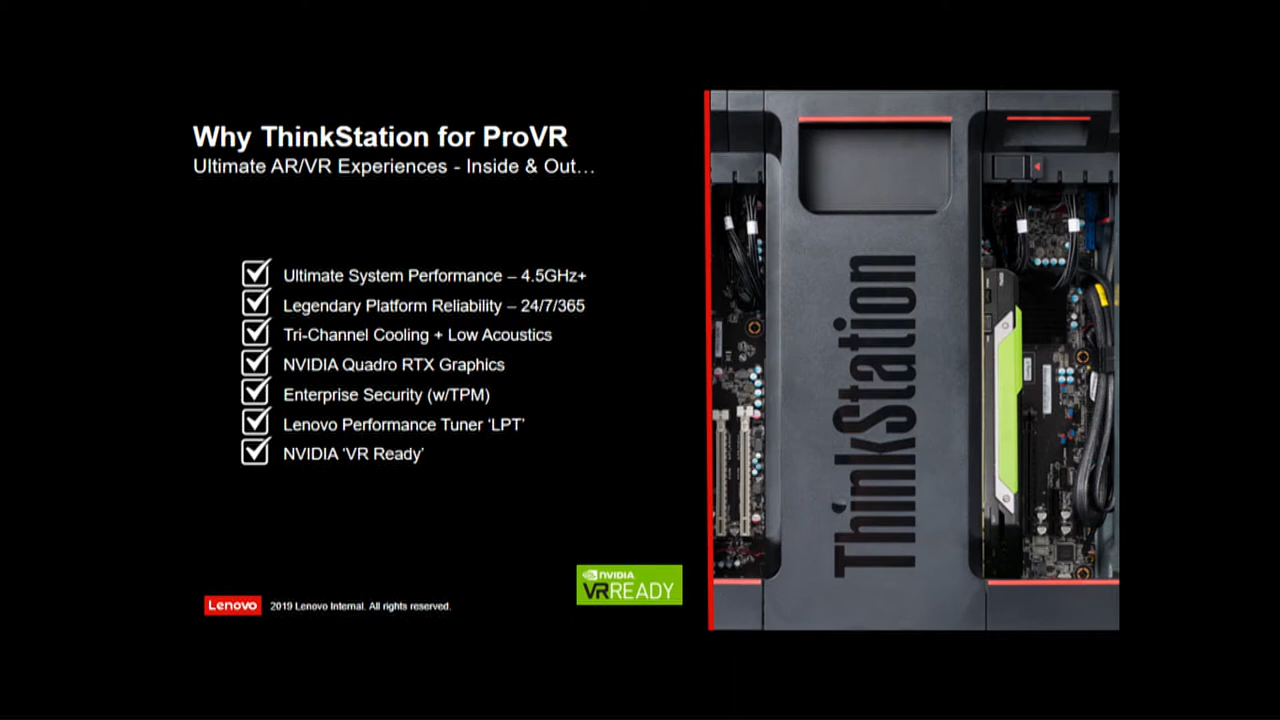 Why ThinkStation for ProVR
Ultimate AR/VR Experiences - Inside & Out…
Ultimate System Performance – 4.5GHz+
Legendary Platform Reliability – 24/7/365
Tri-Channel Cooling + Low Acoustics
NVIDIA Quadro RTX Graphics
Enterprise Security (w/TPM)
Lenovo Performance Tuner ‘LPT’
NVIDIA ‘VR Ready’
NVIDIA
VRREADY
Lenovo 2019 Lenovo Internal. All rights reserved.
ThinkStation